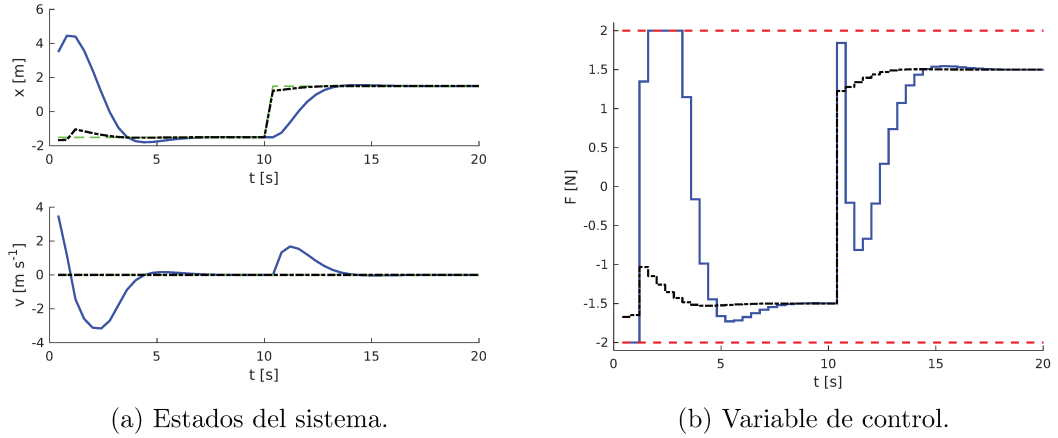 6
4
2
0
-2
x [m]
0 5 10 15 20
t [s]
4
2
0
-2
-4
v [m s⁻¹]
0 5 10 15 20
t [s]
(a) Estados del sistema.
2
1.5
1
0.5
0
-0.5
-1
-1.5
-2
F [N]
0 5 10 15 20
t [s]
(b) Variable de control.